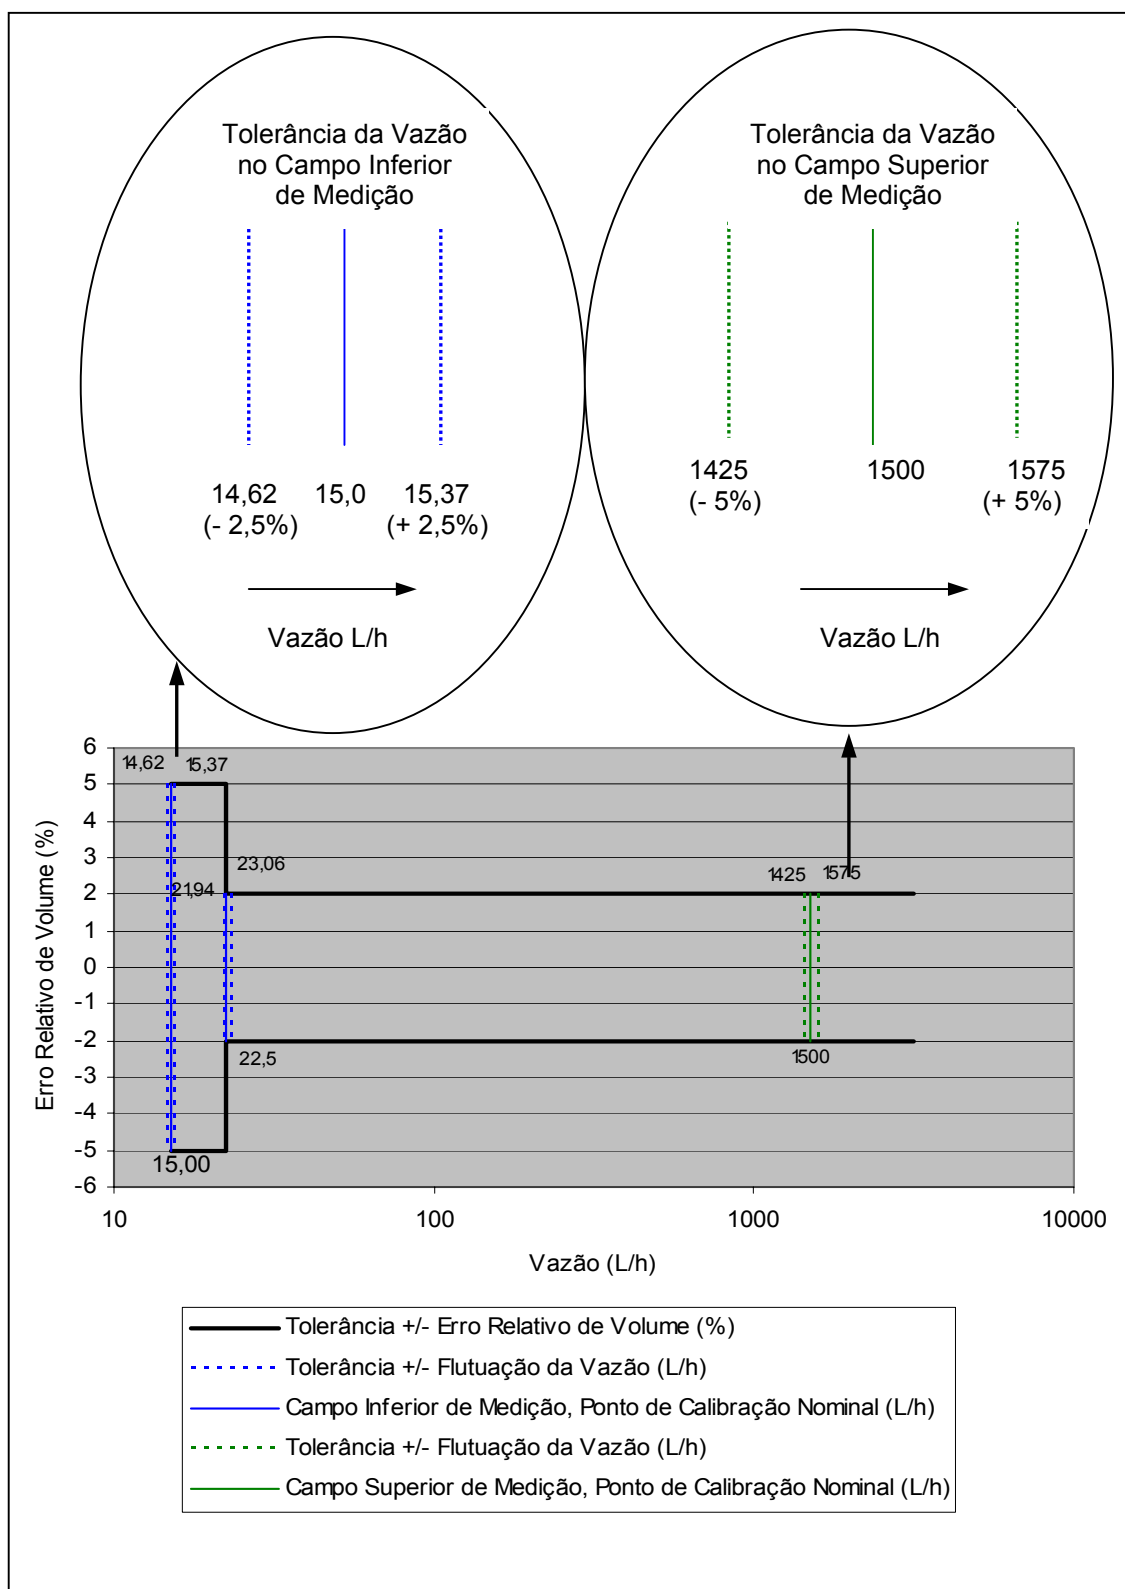 Tolerância da Vazão
no Campo Inferior
de Medição
14,62
15,0
15,37
(- 2,5%)
(+ 2,5%)
Vazão L/h
Tolerância da Vazão
no Campo Superior
de Medição
1425
1500
1575
(- 5%)
(+ 5%)
Vazão L/h
Erro Relativo de Volume (%)
6
5
4
3
2
1
0
-1
-2
-3
-4
-5
-6
14,62
15,37
23,06
21,94
1425
1575
22,5
1500
15,00
10
100
1000
10000
Vazão (L/h)
Tolerância +/- Erro Relativo de Volume (%)
Tolerância +/- Flutuação da Vazão (L/h)
Campo Inferior de Medição, Ponto de Calibração Nominal (L/h)
Tolerância +/- Flutuação da Vazão (L/h)
Campo Superior de Medição, Ponto de Calibração Nominal (L/h)